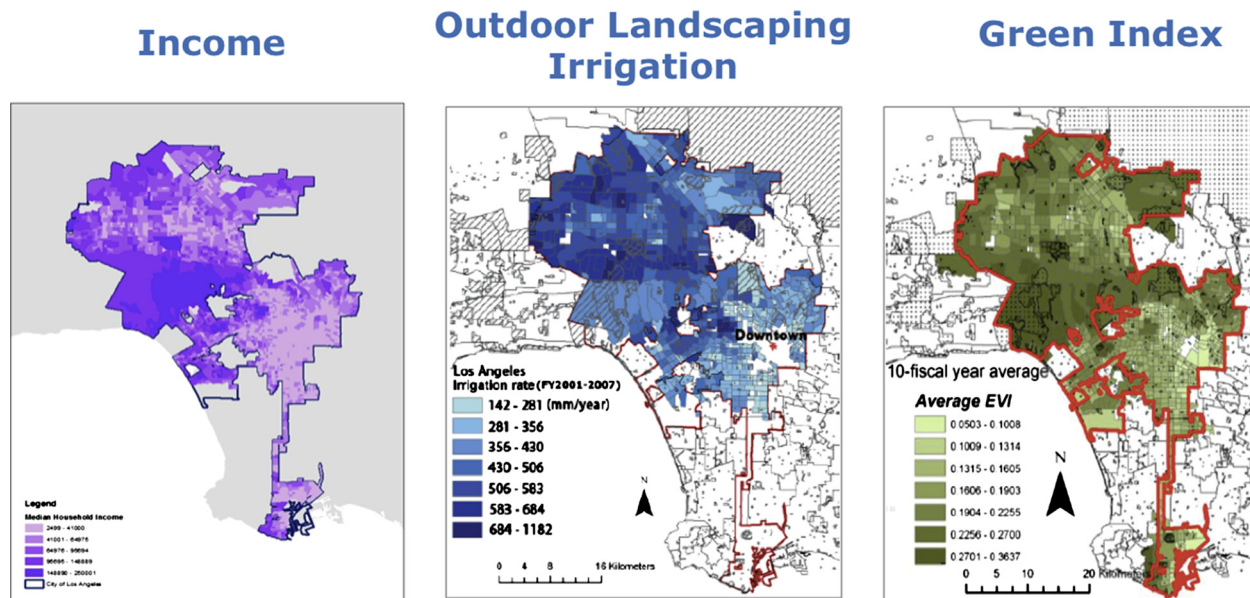 Income
Outdoor Landscaping
Irrigation
Green Index
Legend
Median Household Income
2499 - 41000
41001 - 64975
64976 - 95694
95695 - 148889
148890 - 250001
City of Los Angeles
Downtown
Los Angeles
Irrigation rate (FY2001-2007)
142 - 281 (mm/year)
281 - 356
356 - 430
430 - 506
506 - 583
583 - 684
684 - 1182
N
0 4 8 16 Kilometers
10-fiscal year average
Average EVI
0.0503 - 0.1008
0.1009 - 0.1314
0.1315 - 0.1605
0.1606 - 0.1903
0.1904 - 0.2255
0.2256 - 0.2700
0.2701 - 0.3637
N
0 5 10 20 Kilometers